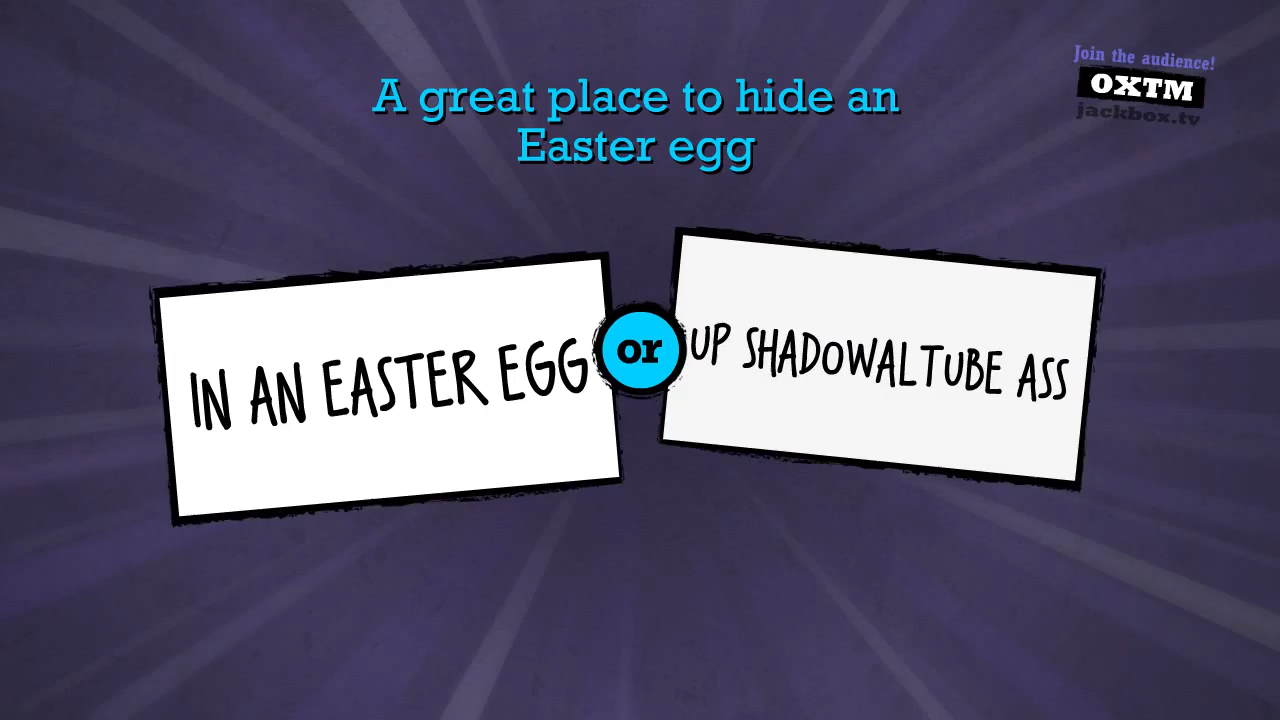 Join the audience!
OXTM
jackbox.tv
A great place to hide an
Easter egg
IN AN EASTER EGG
or
UP SHADOWALTUBE ASS